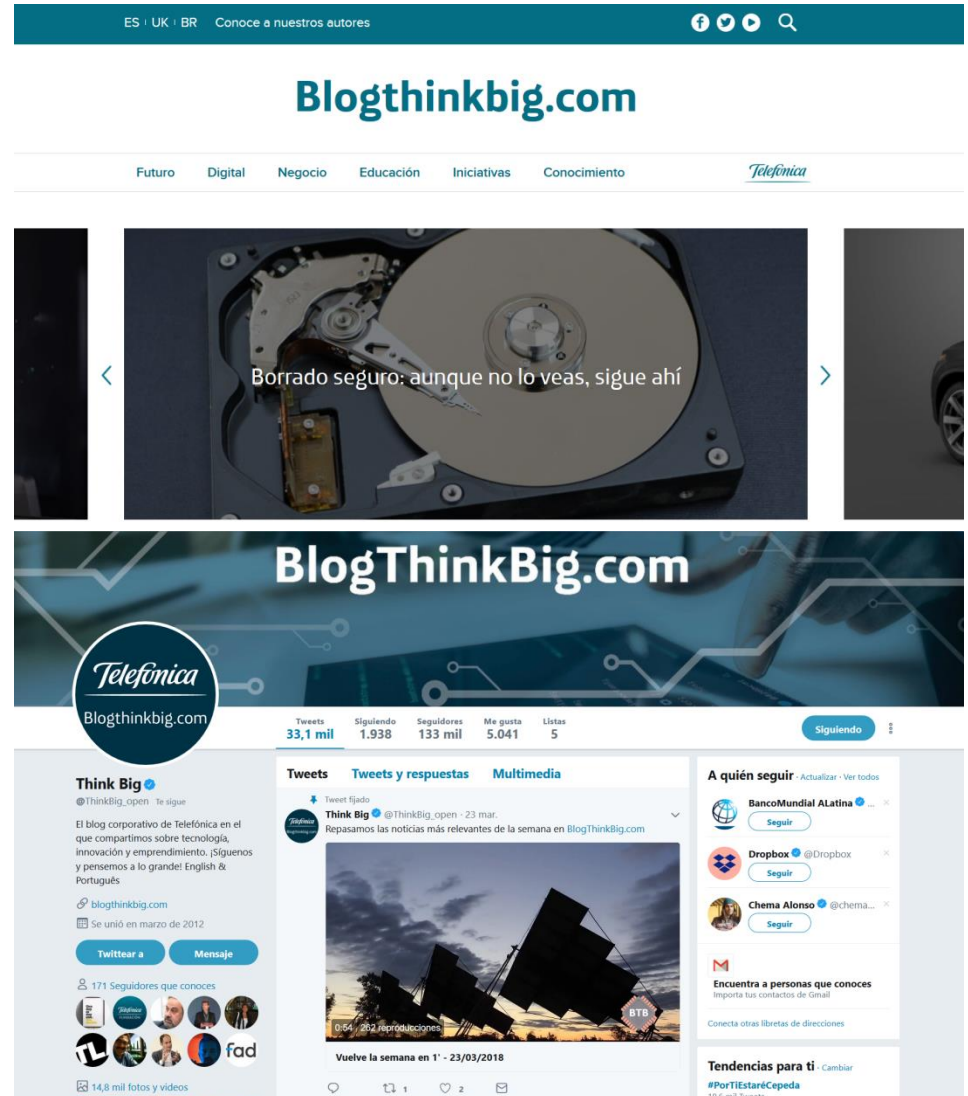 ES | UK | BR Conoce a nuestros autores
Blogthinkbig.com
Futuro Digital Negocio Educación Iniciativas Conocimiento Telefónica
Borrado seguro: aunque no lo veas, sigue ahí
BlogThinkBig.com
Telefónica
Blogthinkbig.com
Tweets Siguiendo Seguidores Me gusta Listas
33,1 mil 1.938 133 mil 5.041 5
Siguiendo
Think Big
@ThinkBig_open Te sigue
El blog corporativo de Telefónica en el
que compartimos sobre tecnología,
innovación y emprendimiento. ¡Síguenos
y pensemos a lo grande! English &
Portugués
blogthinkbig.com
Se unió en marzo de 2012
Twittear a Mensaje
171 Seguidores que conoces
fad
14,8 mil fotos y videos
Tweets Tweets y respuestas Multimedia
Tweet fijado
Think Big @ThinkBig_open · 23 mar.
Repasamos las noticias más relevantes de la semana en BlogThinkBig.com
BTB
0:54 262 reproducciones
Vuelve la semana en 1' - 23/03/2018
1 2
A quién seguir · Actualizar · Ver todos
BancoMundial ALatina ...
Seguir
Dropbox @Dropbox
Seguir
Chema Alonso @chema...
Seguir
Encuentra a personas que conoces
Importa tus contactos de Gmail
Conecta otras libretas de direcciones
Tendencias para ti · Cambiar
#PorTiEstaréCepeda